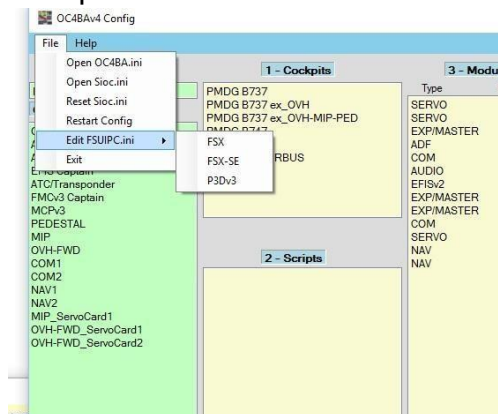 OC4BAv4 Config
File Help
Open OC4BA.ini
Open Sioc.ini
Reset Sioc.ini
Restart Config
Edit FSUIPC.ini
Exit
FSX
FSX-SE
P3Dv3
ATC/Transponder
FMCv3 Captain
MCPv3
PEDESTAL
MIP
OVH-FWD
COM1
COM2
NAV1
NAV2
MIP_ServoCard1
OVH-FWD_ServoCard1
OVH-FWD_ServoCard2
1 - Cockpits
PMDG B737
PMDG B737 ex_OVH
PMDG B737 ex_OVH-MIP-PED
PMDG B747
RBUS
2 - Scripts
3 - Modu
Type
SERVO
SERVO
EXP/MASTER
ADF
COM
AUDIO
EFISv2
EXP/MASTER
EXP/MASTER
COM
SERVO
NAV
NAV